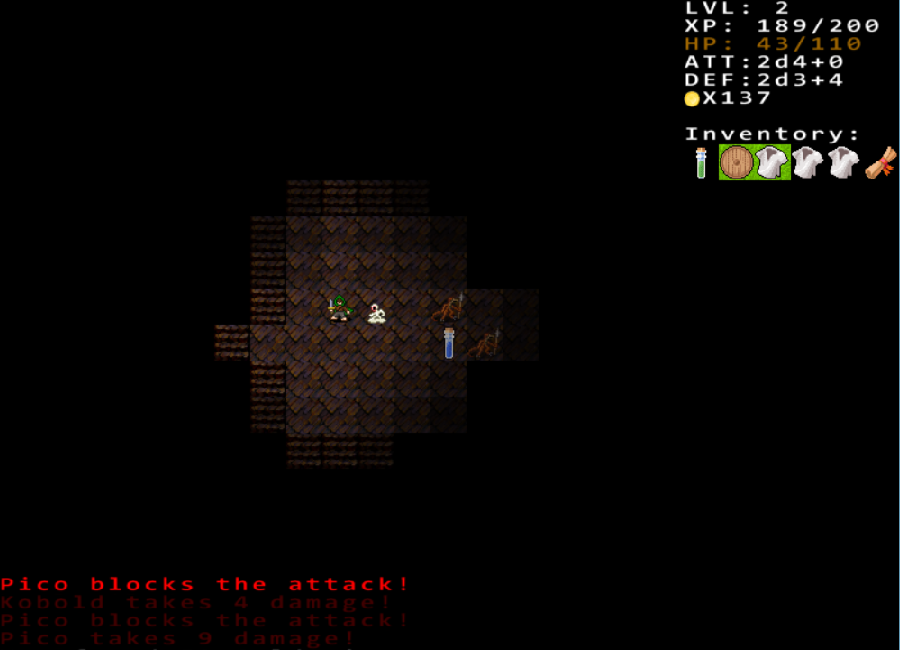 LVL: 2
XP: 189/200
HP: 43/110
ATT:2d4+0
DEF:2d3+4
X137
Inventory:
Pico blocks the attack!
Kobold takes 4 damage!
Pico blocks the attack!
Pico takes 9 damage!